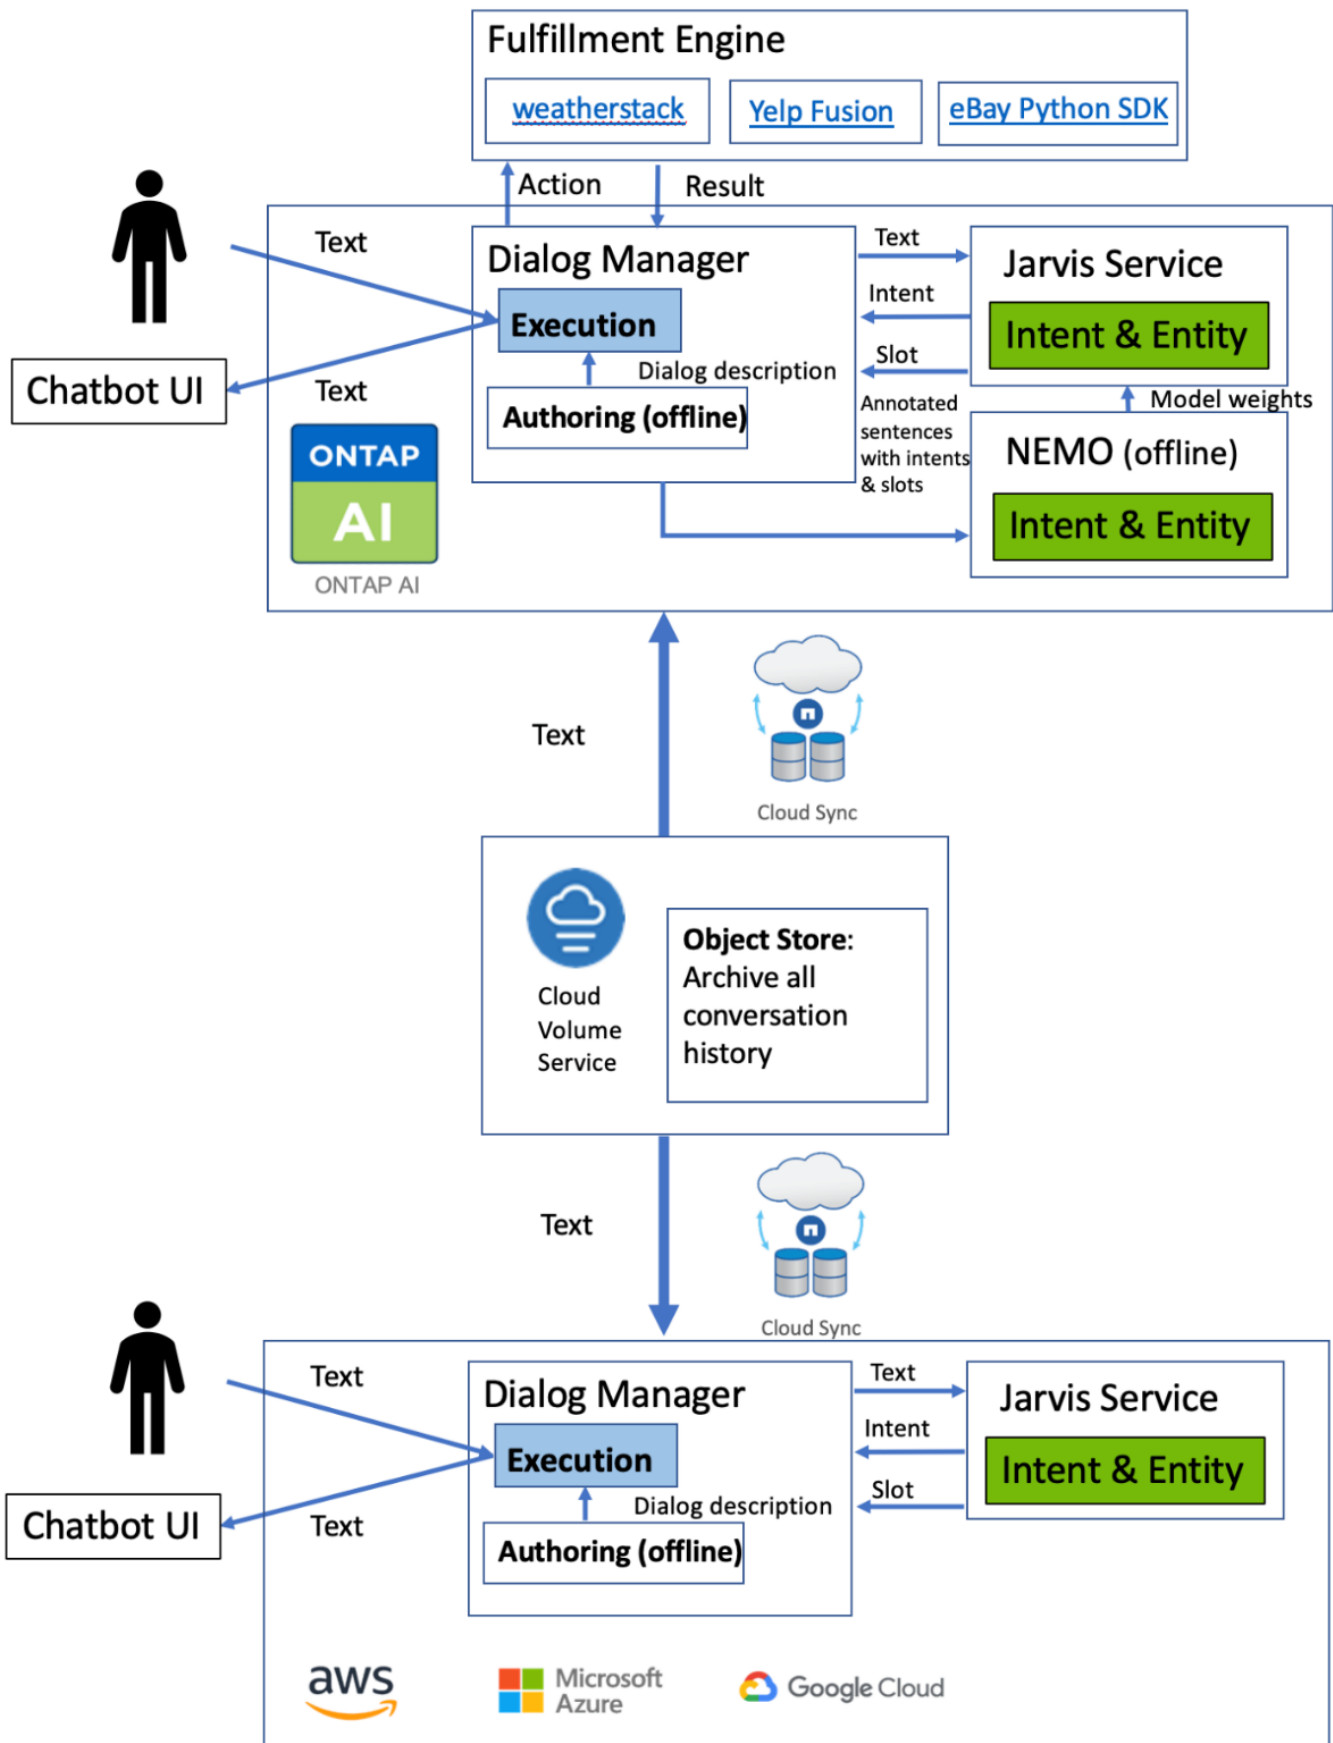 Fulfillment Engine
weatherstack
Yelp Fusion
eBay Python SDK
Action
Result
Text
Dialog Manager
Execution
Dialog description
Authoring (offline)
Text
Intent
Slot
Jarvis Service
Intent & Entity
Chatbot UI
Text
Annotated
sentences
with intents
& slots
Model weights
NEMO (offline)
Intent & Entity
ONTAP
AI
ONTAP AI
Text
Cloud Sync
Cloud
Volume
Service
Object Store:
Archive all
conversation
history
Text
Cloud Sync
Text
Dialog Manager
Execution
Dialog description
Authoring (offline)
Text
Intent
Slot
Jarvis Service
Intent & Entity
Chatbot UI
Text
aws
Microsoft
Azure
Google Cloud